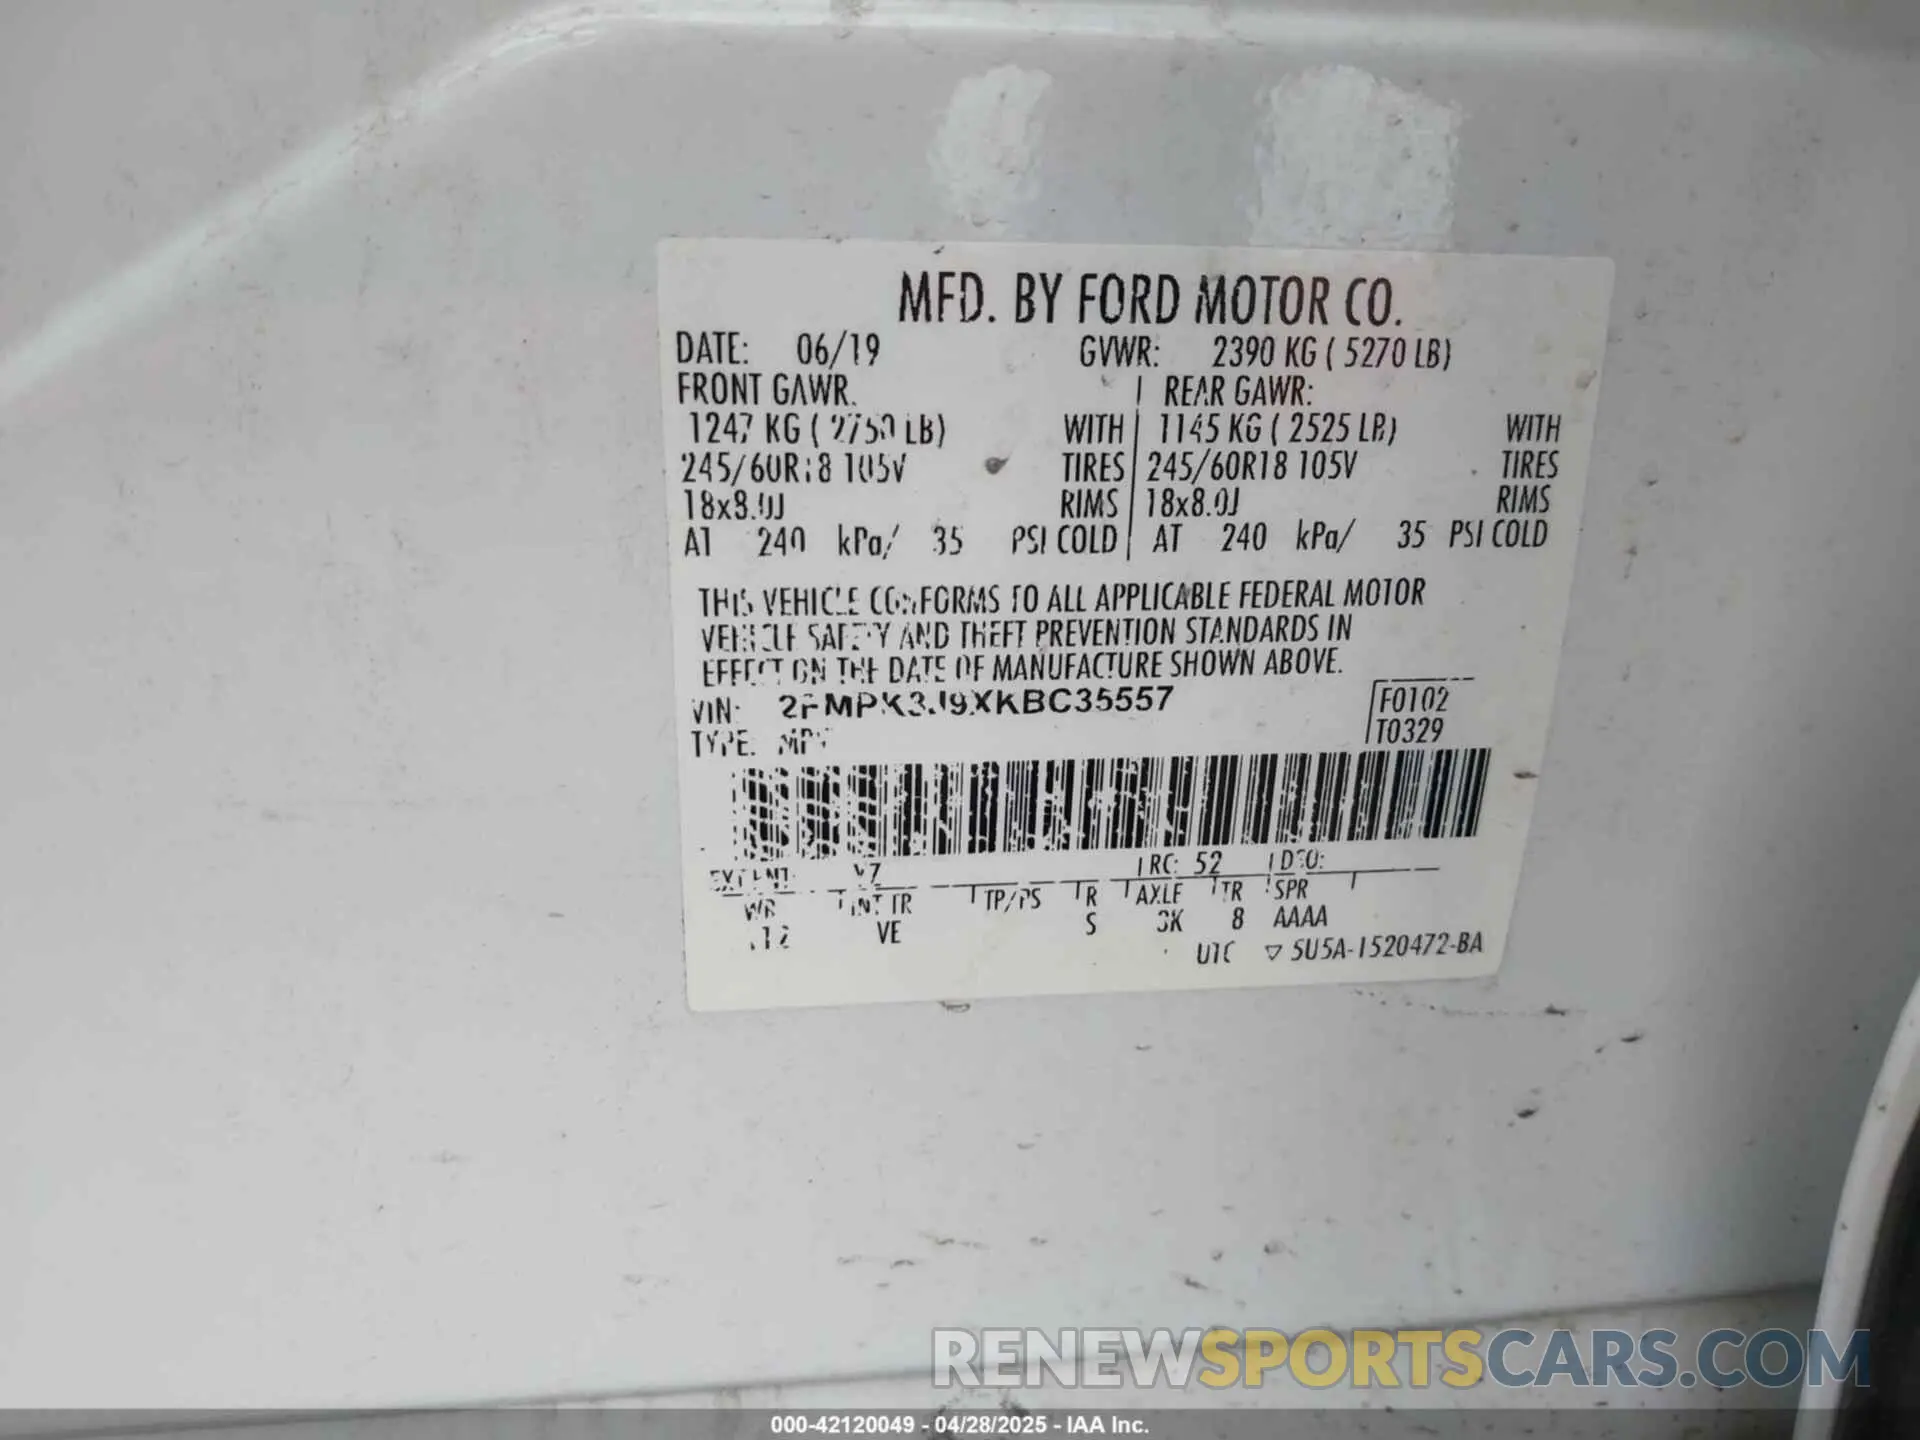 MFD. BY FORD MOTOR CO.
DATE: 06/19 GVWR: 2390 KG ( 5270 LB)
FRONT GAWR: REAR GAWR:
1247 KG ( 2750 LB) WITH 1145 KG ( 2525 LB) WITH
245/60R18 105V TIRES 245/60R18 105V TIRES
18x8.0J RIMS 18x8.0J RIMS
AT 240 kPa/ 35 PSI COLD AT 240 kPa/ 35 PSI COLD
THIS VEHICLE CONFORMS TO ALL APPLICABLE FEDERAL MOTOR
VEHICLE SAFETY AND THEFT PREVENTION STANDARDS IN
EFFECT ON THE DATE OF MANUFACTURE SHOWN ABOVE.
VIN: 2FMPK3J9XKBC35557 F0102
TYPE: MPV T0329
EXT PNT: RC: 52 DSO:
WB INT TR TP/PS R AXLE TR SPR
112 VE S 3K 8 AAAA
UTC ▽ 5U5A-1520472-BA
RENEWSPORTSCARS.COM
000-42120049 - 04/28/2025 - IAA Inc.